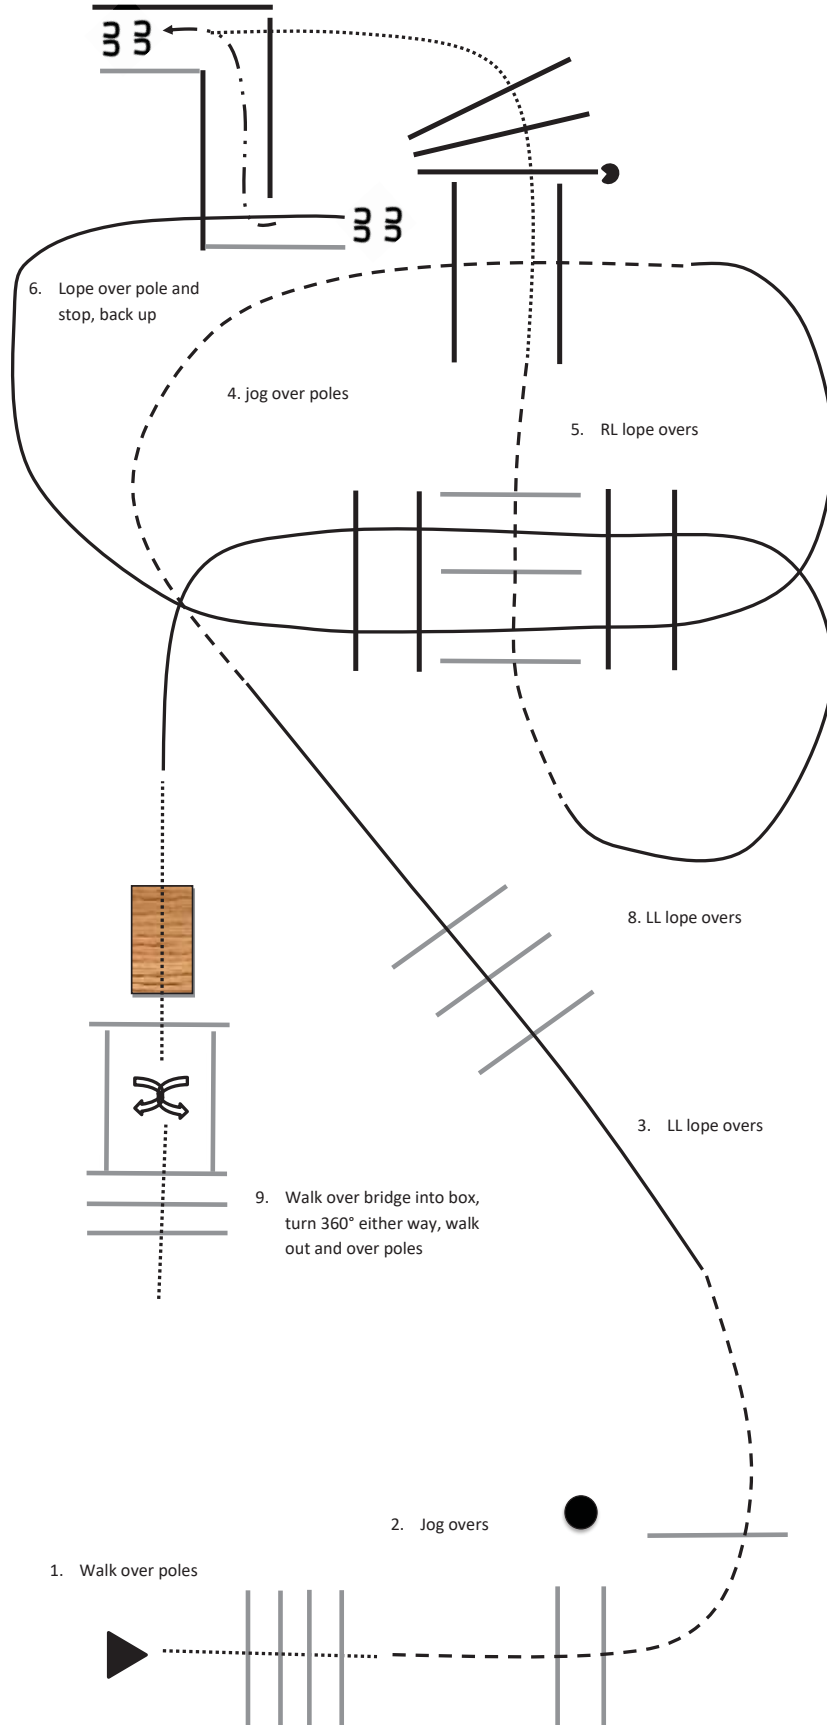 6. Lope over pole and
stop, back up
4. jog over poles
5. RL lope overs
8. LL lope overs
3. LL lope overs
9. Walk over bridge into box,
turn 360° either way, walk
out and over poles
2. Jog overs
1. Walk over poles